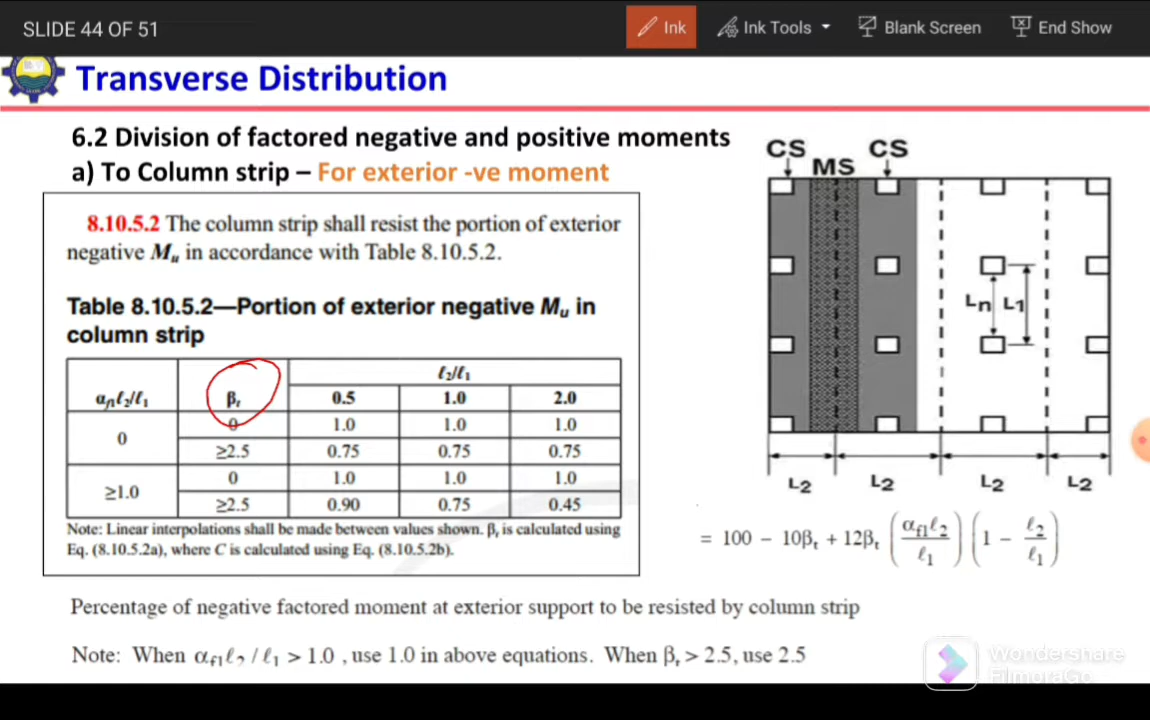 SLIDE 44 OF 51
Ink
Ink Tools
Blank Screen
End Show
Transverse Distribution
6.2 Division of factored negative and positive moments
a) To Column strip – For exterior -ve moment
8.10.5.2 The column strip shall resist the portion of exterior
negative Mᵤ in accordance with Table 8.10.5.2.
Table 8.10.5.2—Portion of exterior negative Mᵤ in
column strip
αf1ℓ2/ℓ1 βt ℓ2/ℓ1
0.5 1.0 2.0
0 0 1.0 1.0 1.0
≥2.5 0.75 0.75 0.75
≥1.0 0 1.0 1.0 1.0
≥2.5 0.90 0.75 0.45
Note: Linear interpolations shall be made between values shown. βt is calculated using
Eq. (8.10.5.2a), where C is calculated using Eq. (8.10.5.2b).
CS CS
MS
Ln L1
L2 L2 L2 L2
= 100 − 10βt + 12βt (αf1ℓ2/ℓ1) (1 − ℓ2/ℓ1)
Percentage of negative factored moment at exterior support to be resisted by column strip
Note: When αf1ℓ2 / ℓ1 > 1.0 , use 1.0 in above equations. When βt > 2.5, use 2.5
Wondershare
FilmoraGo